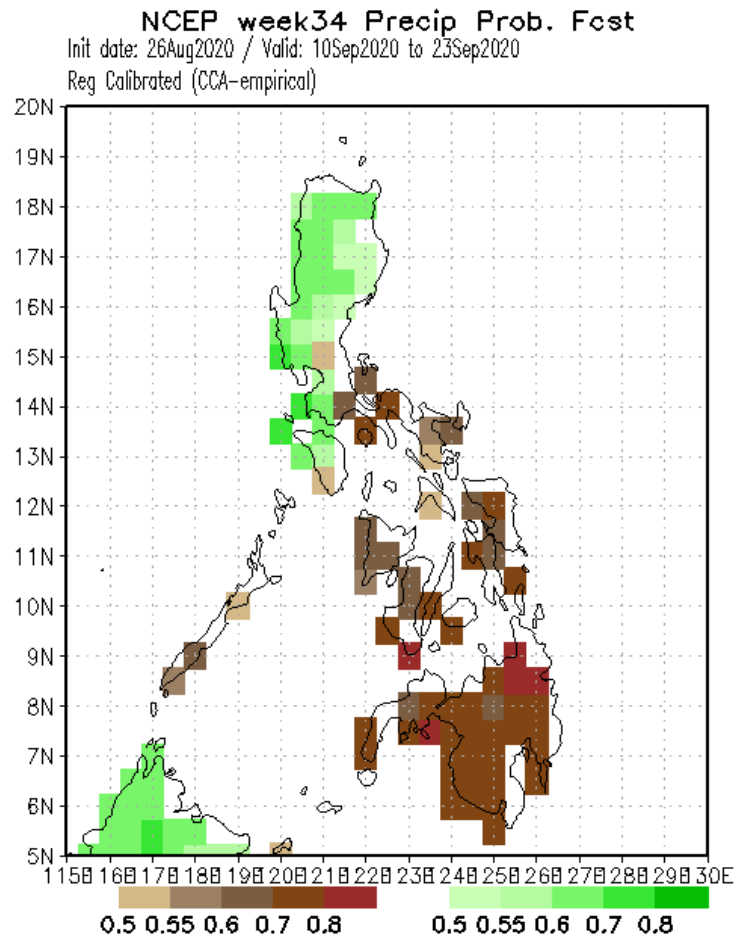 NCEP week34 Precip Prob. Fcst
Init date: 26Aug2020 / Valid: 10Sep2020 to 23Sep2020
Reg Calibrated (CCA-empirical)
20N
19N
18N
17N
16N
15N
14N
13N
12N
11N
10N
9N
8N
7N
6N
5N
115E 116E 117E 118E 119E 120E 121E 122E 123E 124E 125E 126E 127E 128E 129E 130E
0.5 0.55 0.6 0.7 0.8 0.5 0.55 0.6 0.7 0.8